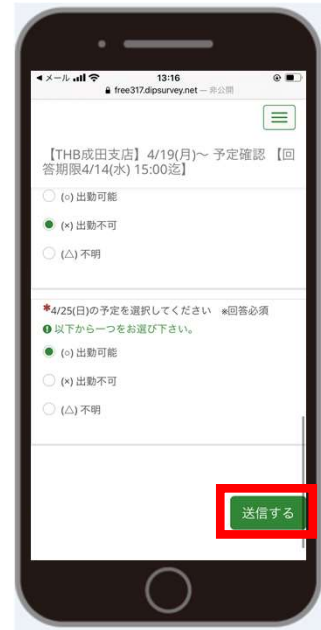 メール 13:16
free317.dipsurvey.net — 非公開
【THB成田支店】4/19(月)～ 予定確認 【回
答期限4/14(水) 15:00迄】
(○) 出勤可能
(×) 出勤不可
(△) 不明
*4/25(日)の予定を選択してください ※回答必須
以下から一つをお選び下さい。
(○) 出勤可能
(×) 出勤不可
(△) 不明
送信する